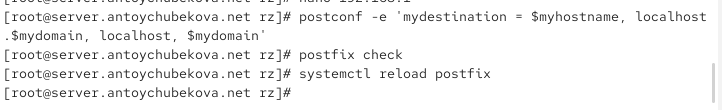 [root@server.antoychubekova.net rz]# postconf -e 'mydestination = $myhostname, localhost
.$mydomain, localhost, $mydomain'
[root@server.antoychubekova.net rz]# postfix check
[root@server.antoychubekova.net rz]# systemctl reload postfix
[root@server.antoychubekova.net rz]#